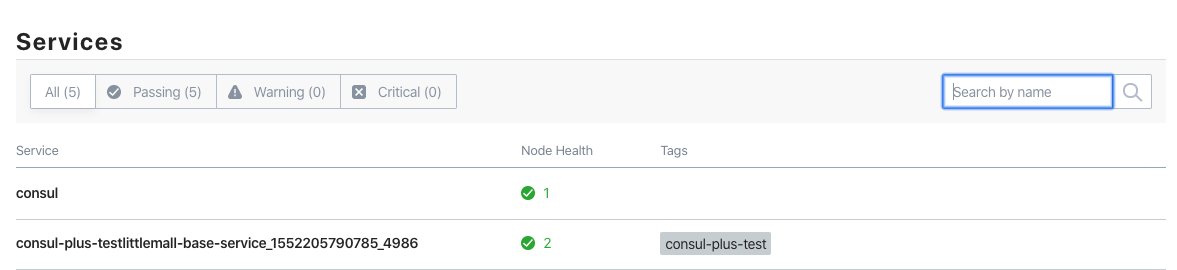 Services
All (5) Passing (5) Warning (0) Critical (0) Search by name
Service Node Health Tags
consul 1
consul-plus-testlittlemall-base-service_1552205790785_4986 2 consul-plus-test